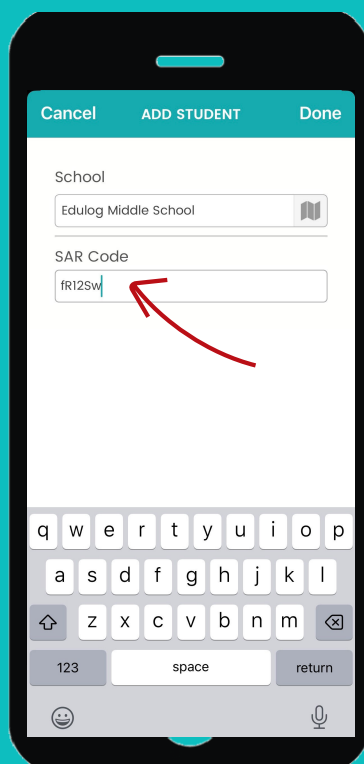 Cancel ADD STUDENT Done
School
Edulog Middle School
SAR Code
fR12Sw
q w e r t y u i o p
a s d f g h j k l
z x c v b n m
123 space return